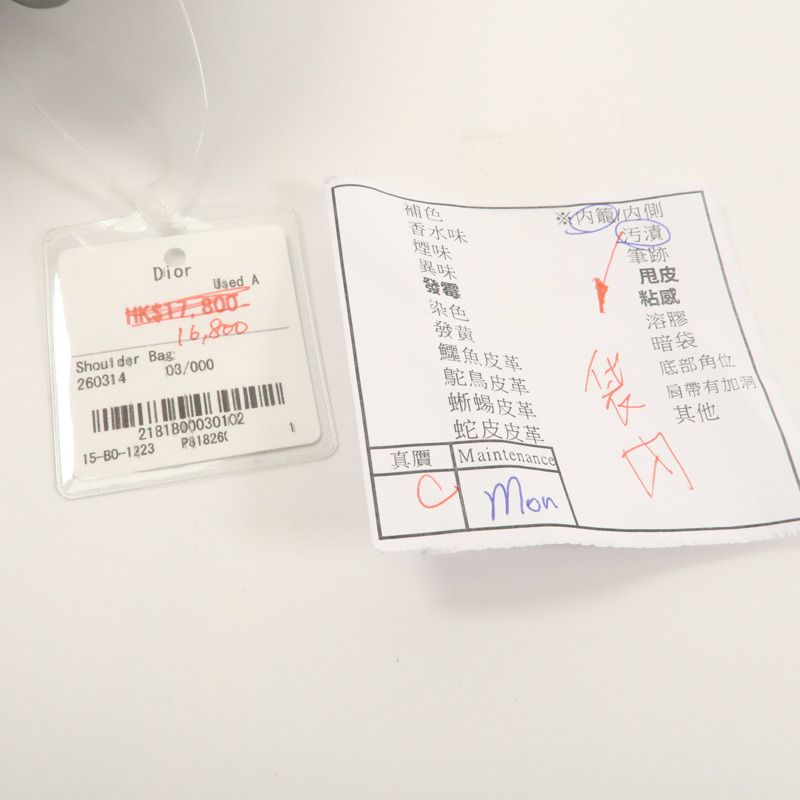 Dior
Used A
HK$17,800
16,800
Shoulder Bag
260314 03/000
2181800030102
15-B0-1223 P81826( 1
補色
香水味
煙味
異味
發霉
染色
發黃
鱷魚皮革
鴕鳥皮革
蜥蜴皮革
蛇皮皮革
※內籠/內側
污漬
筆跡
甩皮
粘感
溶膠
暗袋
底部角位
肩帶有加洞
其他
袋
内
真贋 Maintenance
C Mon